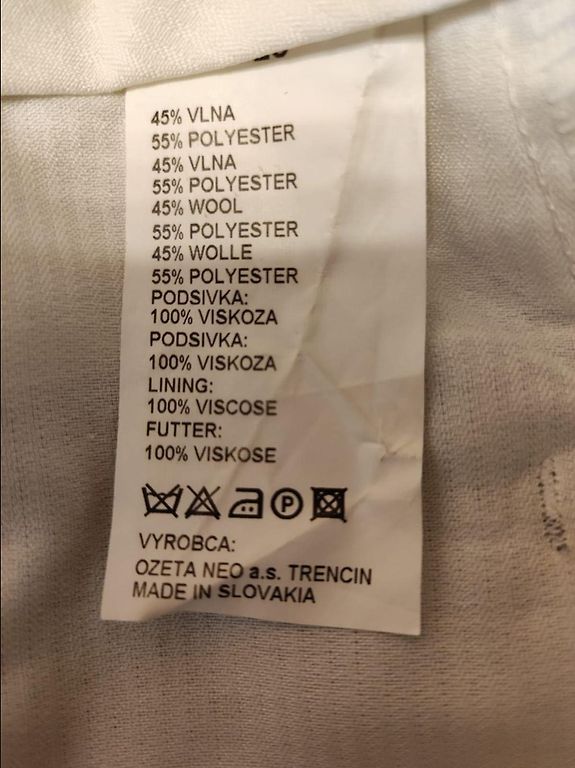 45% VLNA
55% POLYESTER
45% VLNA
55% POLYESTER
45% WOOL
55% POLYESTER
45% WOLLE
55% POLYESTER
PODSIVKA:
100% VISKOZA
PODSIVKA:
100% VISKOZA
LINING:
100% VISCOSE
FUTTER:
100% VISKOSE
P
VYROBCA:
OZETA NEO a.s. TRENCIN
MADE IN SLOVAKIA